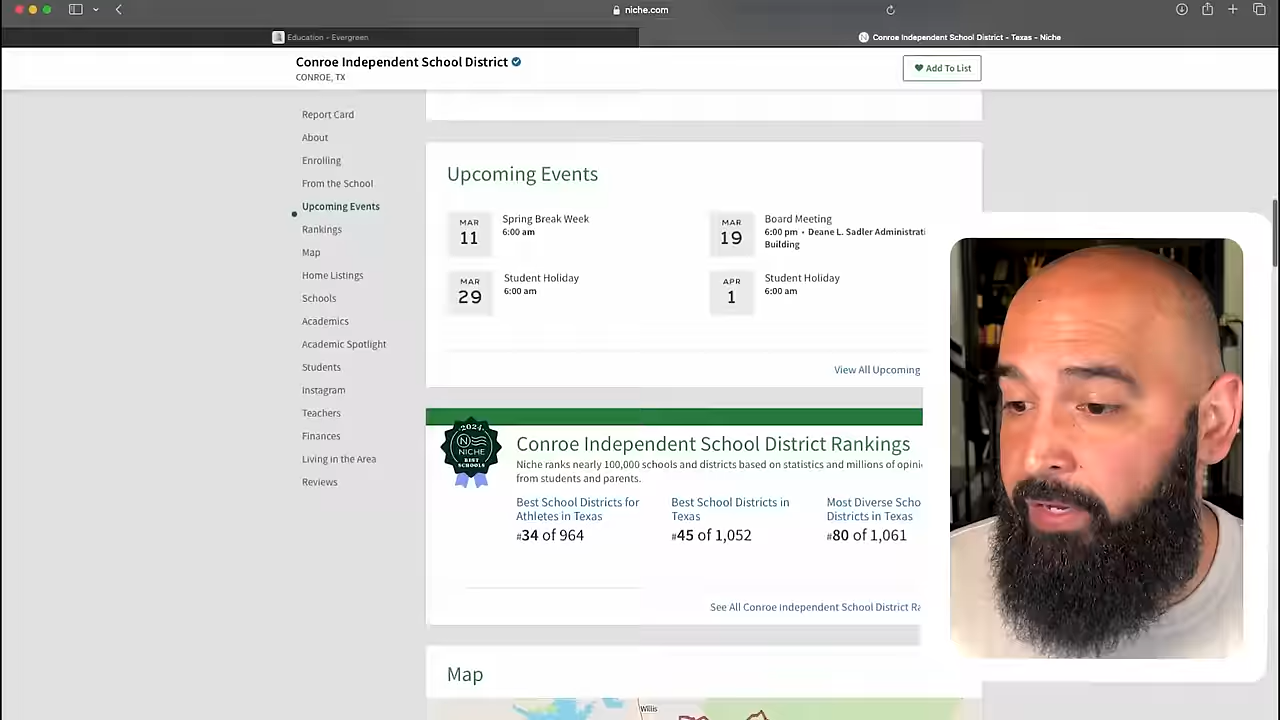 niche.com
Education - Evergreen
Conroe Independent School District - Texas - Niche
Conroe Independent School District
CONROE, TX
Add To List
Report Card
About
Enrolling
From the School
Upcoming Events
Rankings
Map
Home Listings
Schools
Academics
Academic Spotlight
Students
Instagram
Teachers
Finances
Living in the Area
Reviews
Upcoming Events
MAR
11
Spring Break Week
6:00 am
MAR
19
Board Meeting
6:00 pm • Deane L. Sadler Administrati
Building
MAR
29
Student Holiday
6:00 am
APR
1
Student Holiday
6:00 am
View All Upcoming
2024
NICHE
BEST
SCHOOLS
Conroe Independent School District Rankings
Niche ranks nearly 100,000 schools and districts based on statistics and millions of opini
from students and parents.
Best School Districts for
Athletes in Texas
#34 of 964
Best School Districts in
Texas
#45 of 1,052
Most Diverse Scho
Districts in Texas
#80 of 1,061
See All Conroe Independent School District Ra
Map
Willis